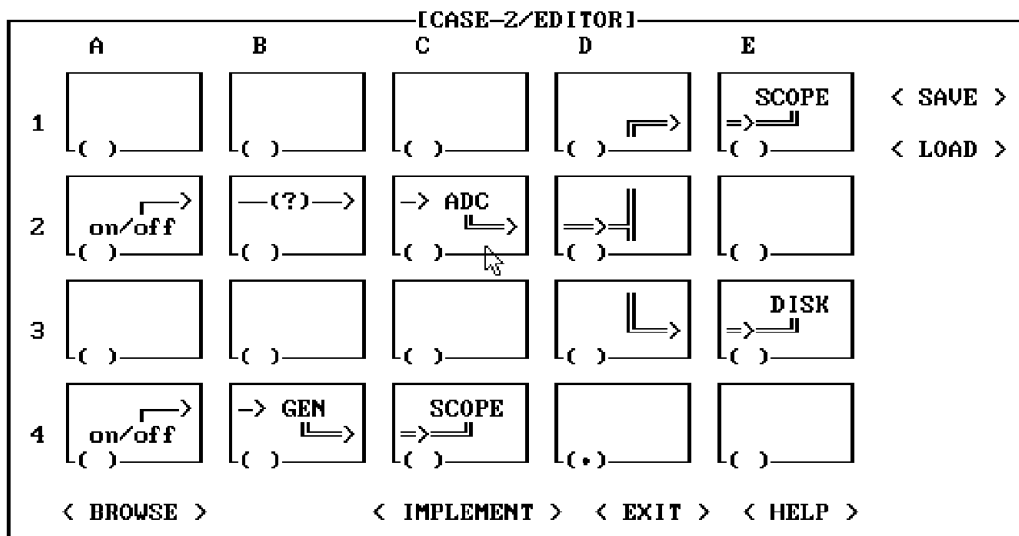 [CASE-2/EDITOR]
A B C D E
SCOPE < SAVE >
1 =>
( ) ( ) ( ) ( ) ( ) < LOAD >
—(?)—> -> ADC
2 on/off =>
( ) ( ) ( ) ( ) ( )
DISK
3 =>
( ) ( ) ( ) ( ) ( )
-> GEN SCOPE
4 on/off =>
( ) ( ) ( ) (•) ( )
< BROWSE > < IMPLEMENT > < EXIT > < HELP >